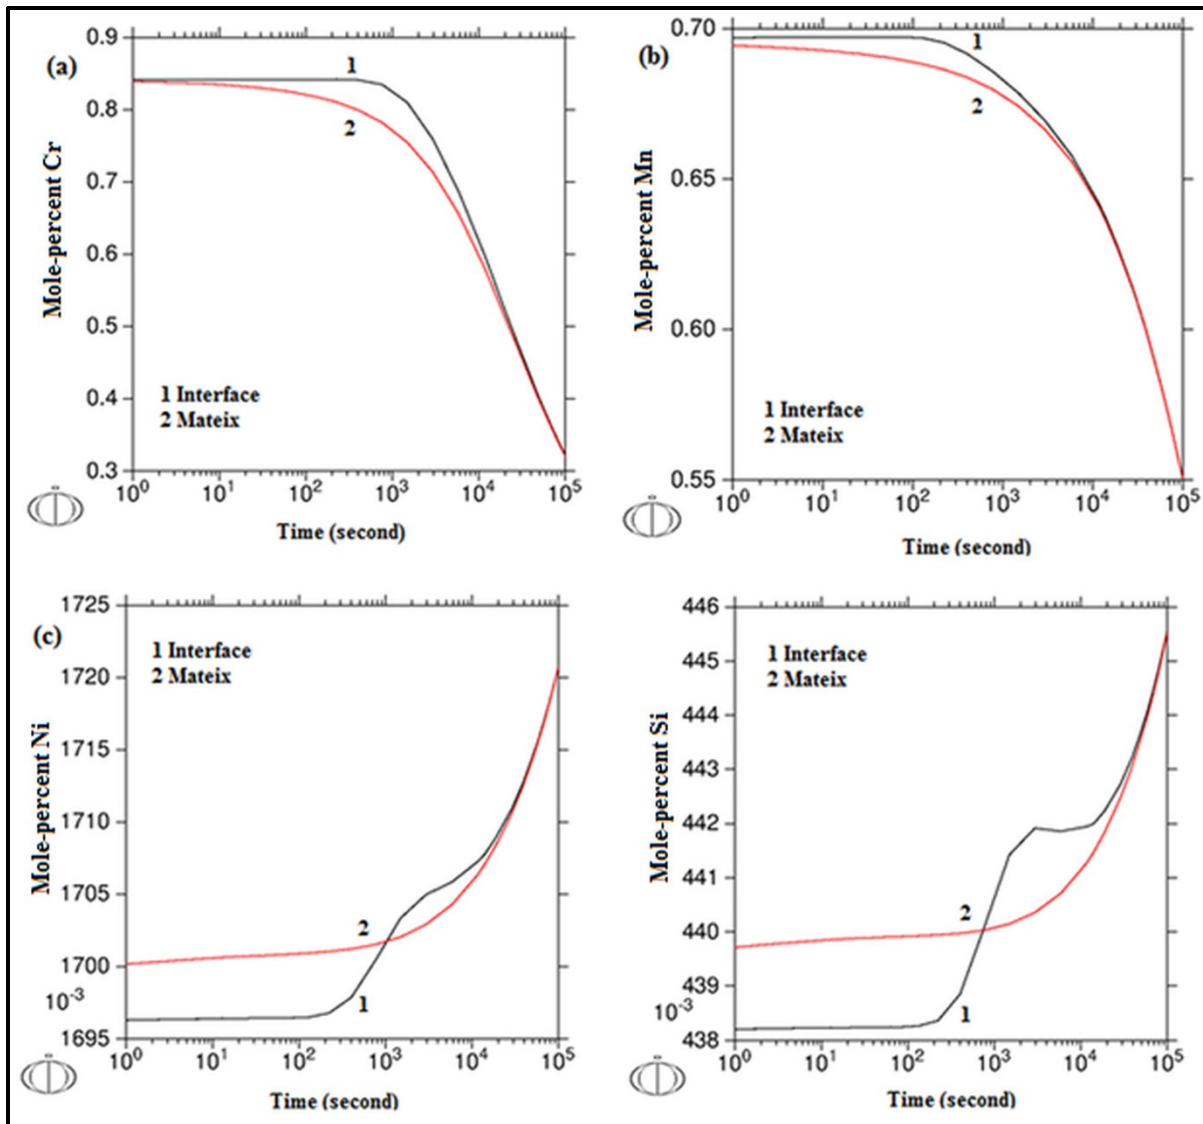 (a)
Mole-percent Cr
0.9
0.8
0.7
0.6
0.5
0.4
0.3
1
2
1 Interface
2 Mateix
10⁰ 10¹ 10² 10³ 10⁴ 10⁵
Time (second)
(b)
Mole-percent Mn
0.70
0.65
0.60
0.55
1
2
1 Interface
2 Mateix
10⁰ 10¹ 10² 10³ 10⁴ 10⁵
Time (second)
(c)
Mole-percent Ni
1725
1720
1715
1710
1705
1700
10⁻³
1695
1 Interface
2 Mateix
2
1
10⁰ 10¹ 10² 10³ 10⁴ 10⁵
Time (second)
Mole-percent Si
446
445
444
443
442
441
440
439
10⁻³
438
1 Interface
2 Mateix
2
1
10⁰ 10¹ 10² 10³ 10⁴ 10⁵
Time (second)